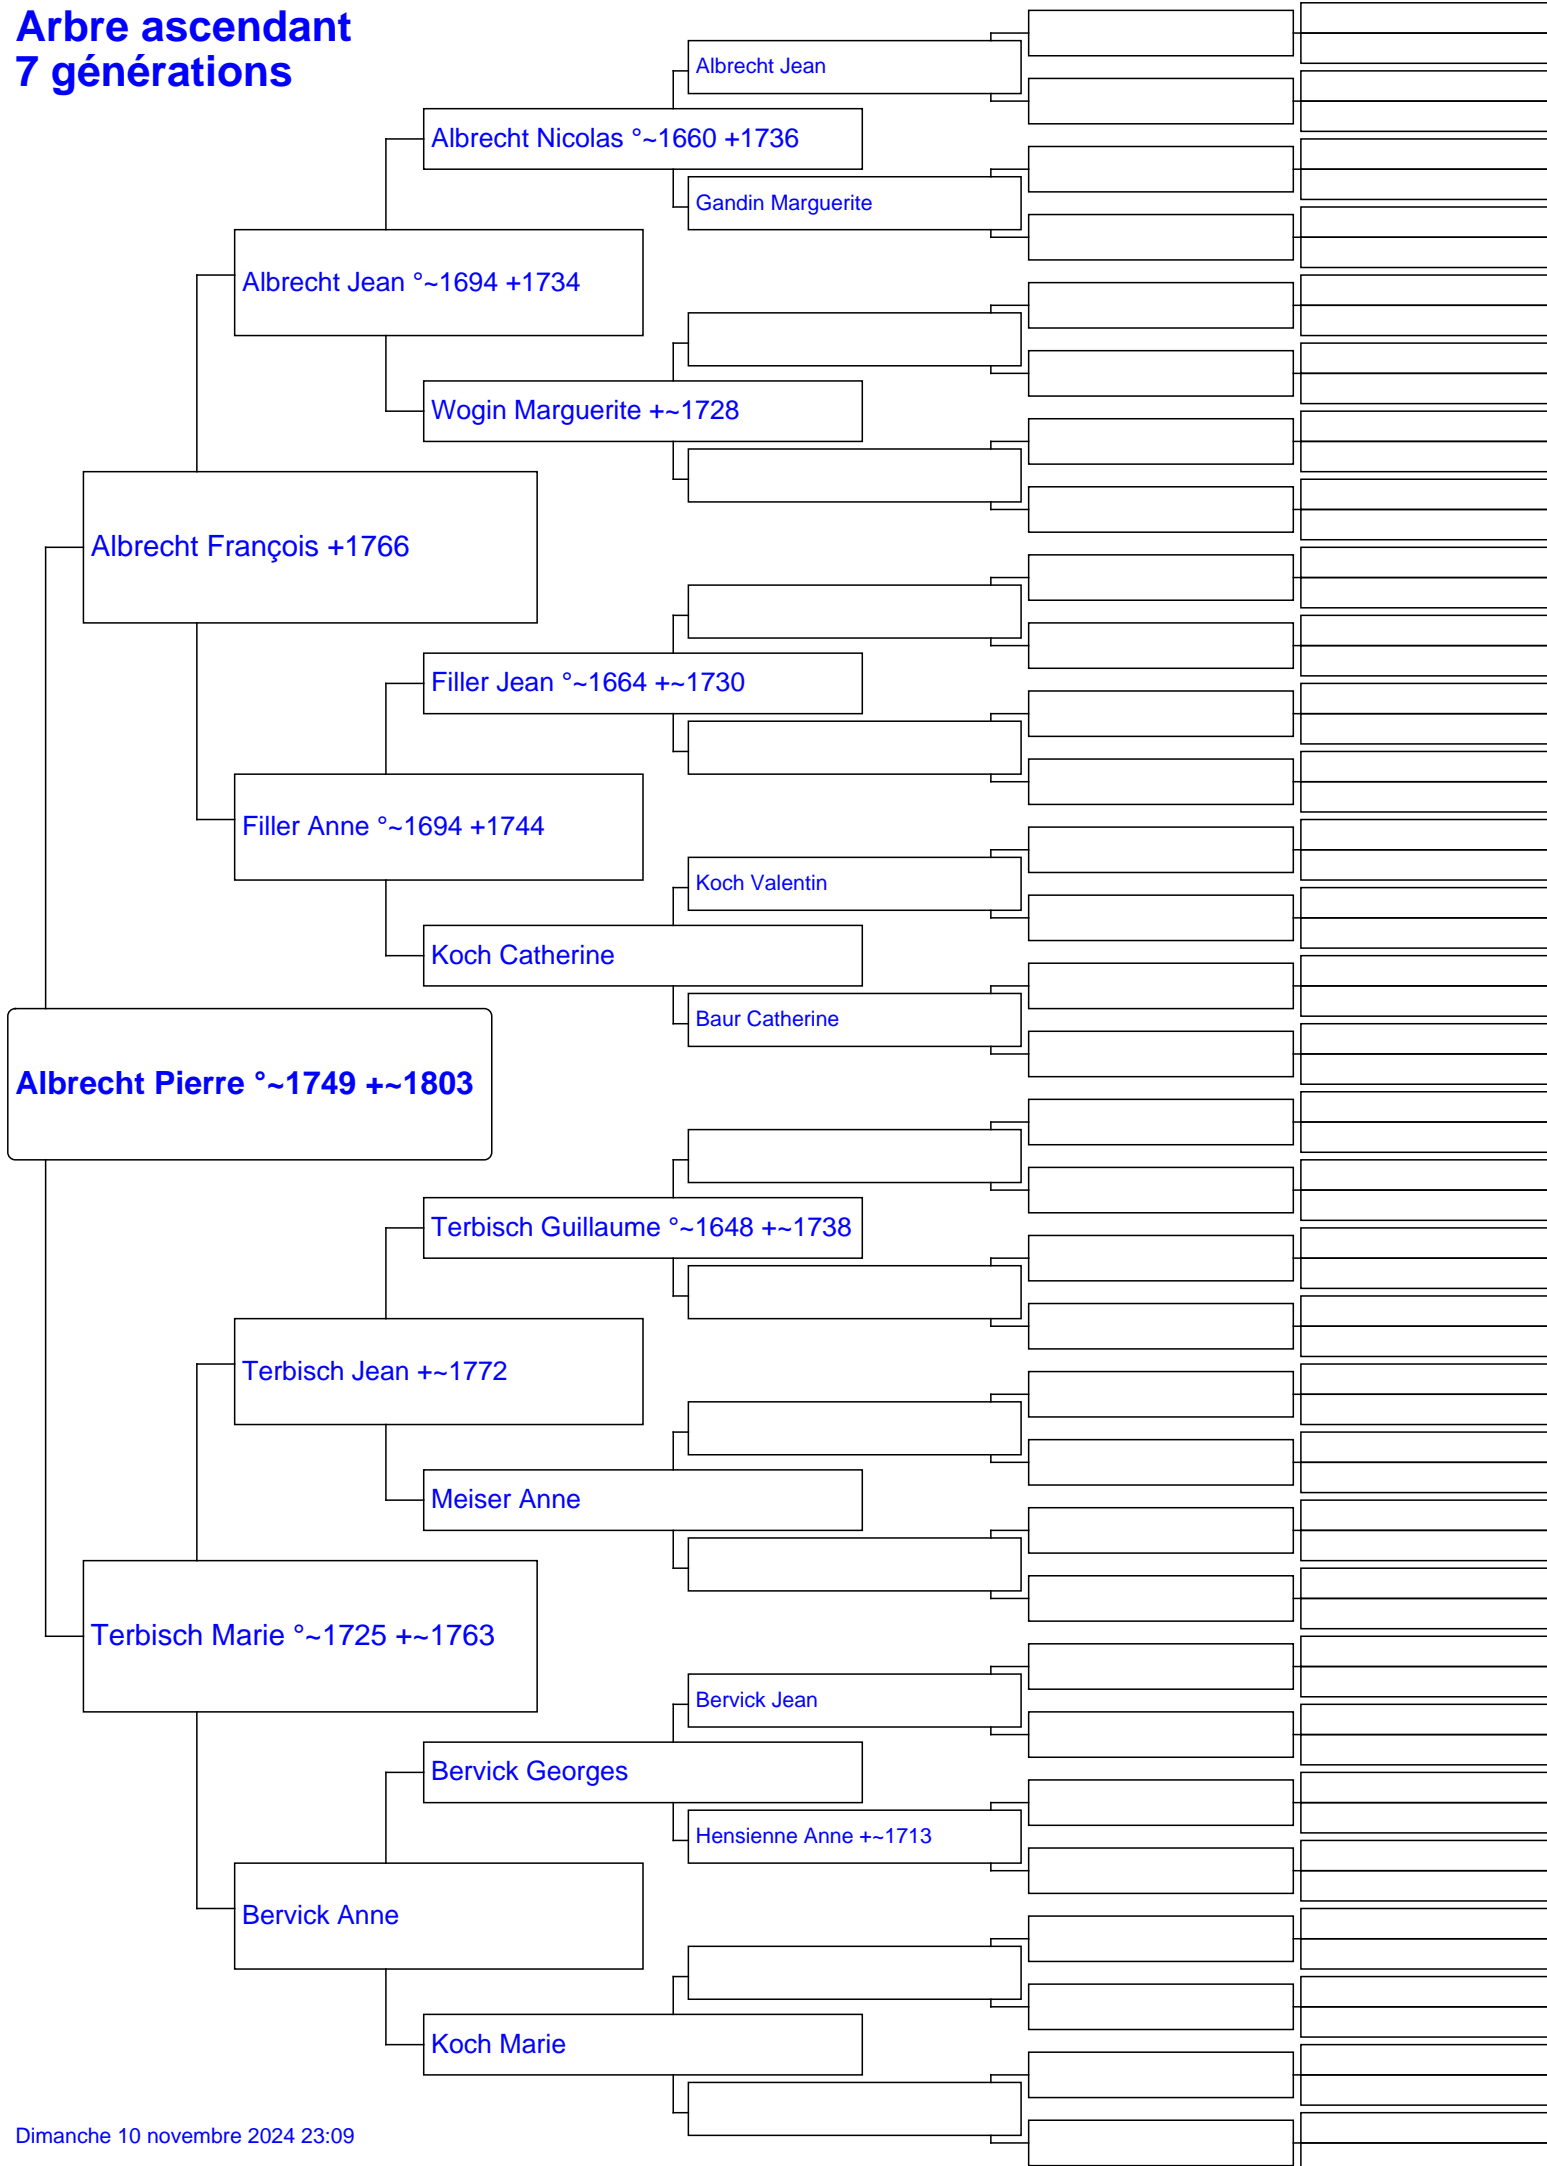 Arbre ascendant
7 générations
Albrecht Jean
Albrecht Nicolas °~1660 +1736
Gandin Marguerite
Albrecht Jean °~1694 +1734
Wogin Marguerite +~1728
Albrecht François +1766
Filler Jean °~1664 +~1730
Filler Anne °~1694 +1744
Koch Valentin
Koch Catherine
Baur Catherine
Albrecht Pierre °~1749 +~1803
Terbisch Guillaume °~1648 +~1738
Terbisch Jean +~1772
Meiser Anne
Terbisch Marie °~1725 +~1763
Bervick Jean
Bervick Georges
Hensienne Anne +~1713
Bervick Anne
Koch Marie
Dimanche 10 novembre 2024 23:09